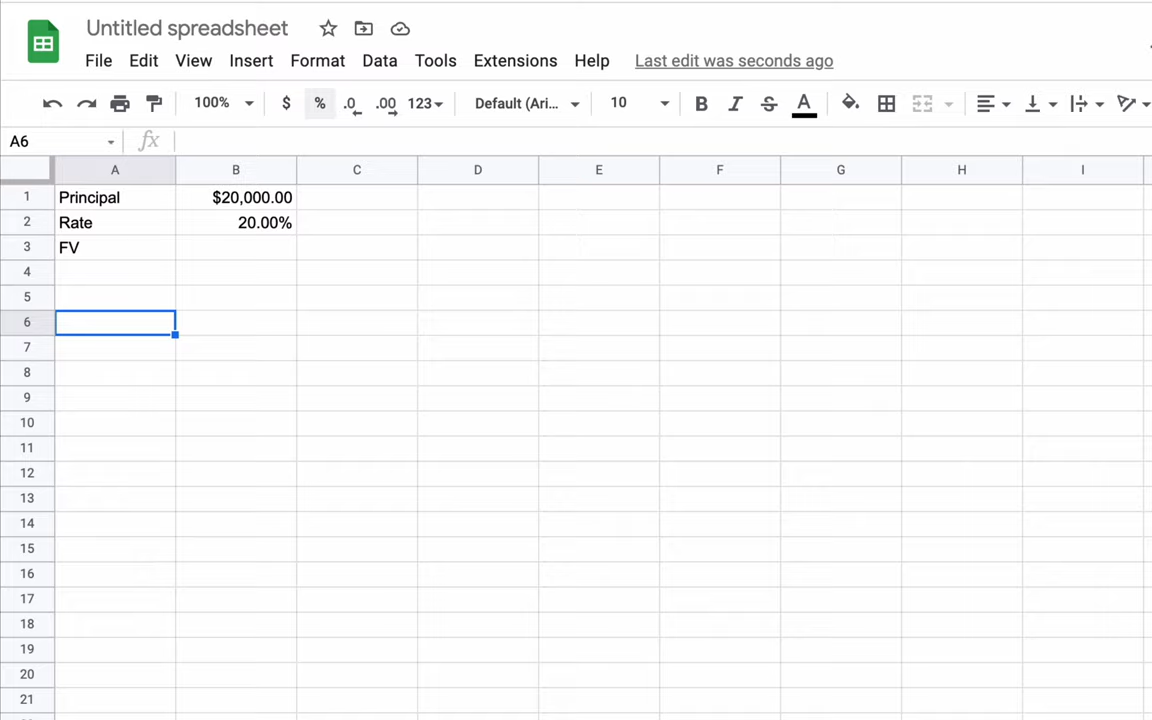 Untitled spreadsheet
File Edit View Insert Format Data Tools Extensions Help Last edit was seconds ago
100% $ % .0 .00 123 Default (Ari... 10 B I S A
A6 fx
A B C D E F G H I
1 Principal $20,000.00
2 Rate 20.00%
3 FV
4
5
6
7
8
9
10
11
12
13
14
15
16
17
18
19
20
21